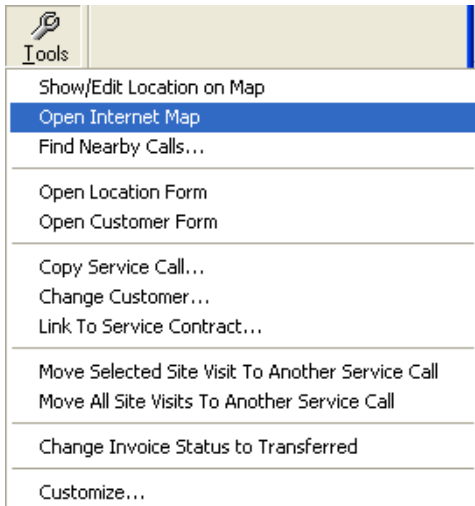 Tools
Show/Edit Location on Map
Open Internet Map
Find Nearby Calls...
Open Location Form
Open Customer Form
Copy Service Call...
Change Customer...
Link To Service Contract...
Move Selected Site Visit To Another Service Call
Move All Site Visits To Another Service Call
Change Invoice Status to Transferred
Customize...